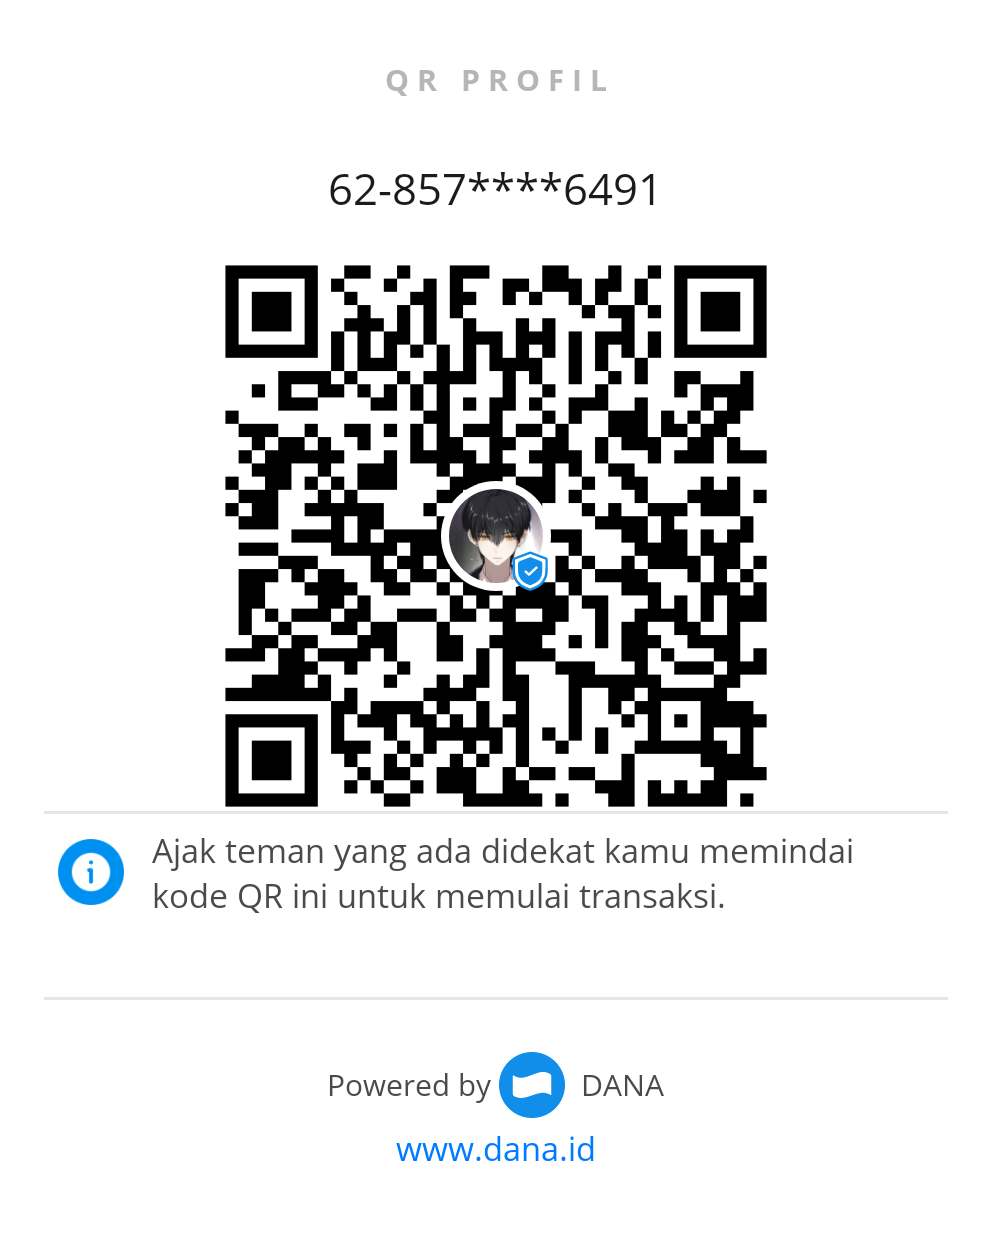 QR PROFIL
62-857****6491
Ajak teman yang ada didekat kamu memindai
kode QR ini untuk memulai transaksi.
Powered by DANA
www.dana.id